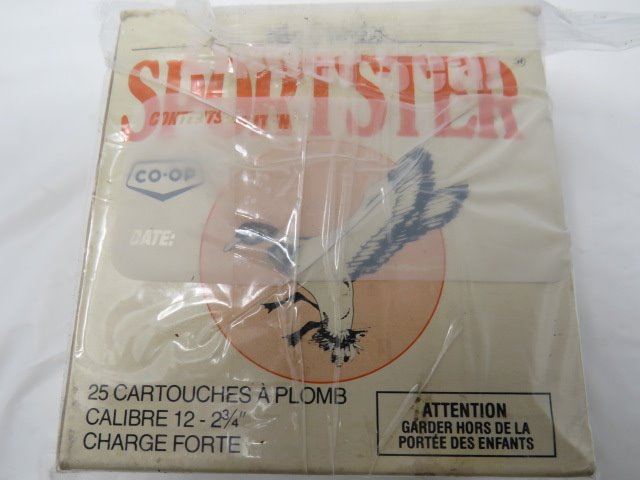 SPORTSTER
CONTENTS
CO-OP
DATE:
25 CARTOUCHES À PLOMB
CALIBRE 12 - 2¾"
CHARGE FORTE
ATTENTION
GARDER HORS DE LA
PORTÉE DES ENFANTS